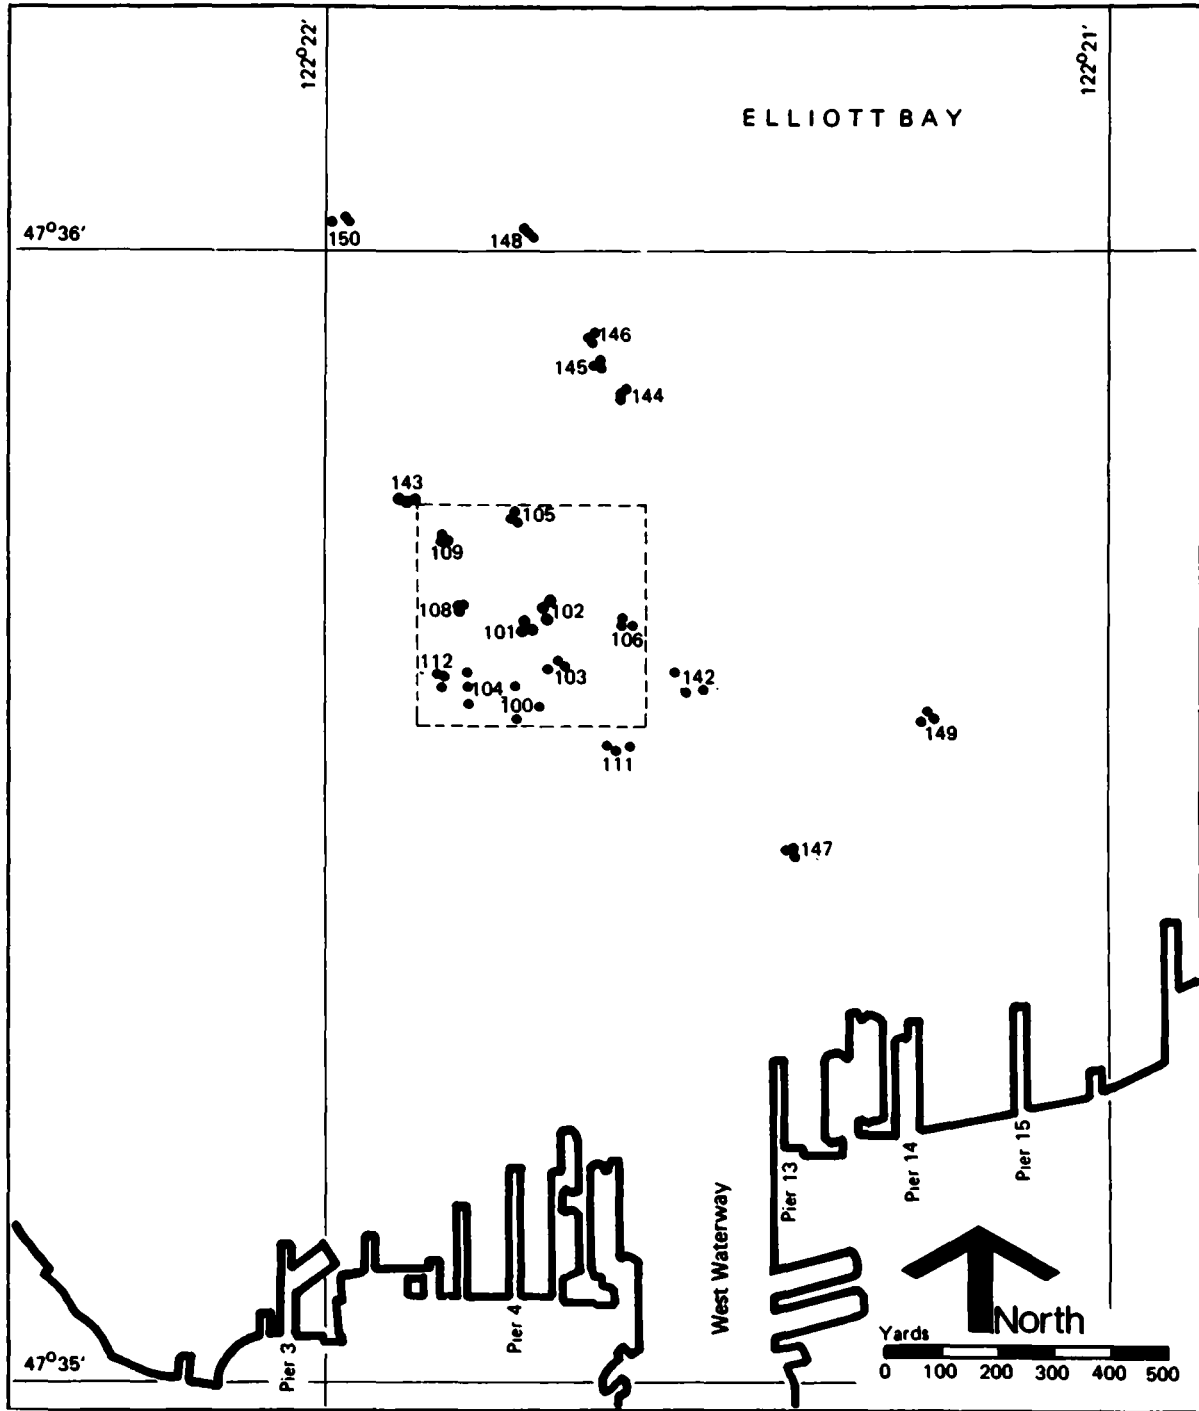 122°22'
122°21'
ELLIOTT BAY
47°36'
150
148
146
145
144
143
105
109
108
102
101
106
112
103
104
142
100
149
111
147
Pier 15
Pier 14
Pier 13
West Waterway
Pier 4
Pier 3
North
Yards
47°35'
0 100 200 300 400 500